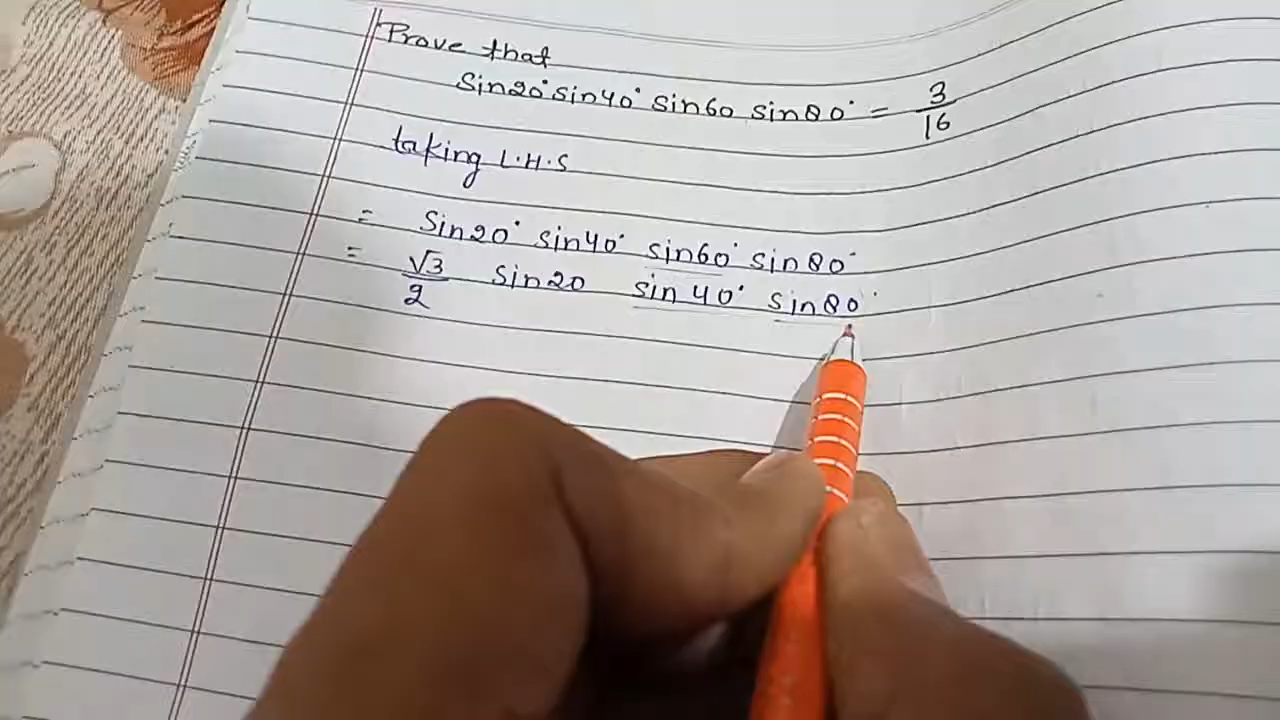 Prove that
sin20° sin40° sin60 sin80° = 3/16
taking L.H.S
= Sin20° sin40° sin60° sin80°
= √3/2 sin20 sin40° sin80°